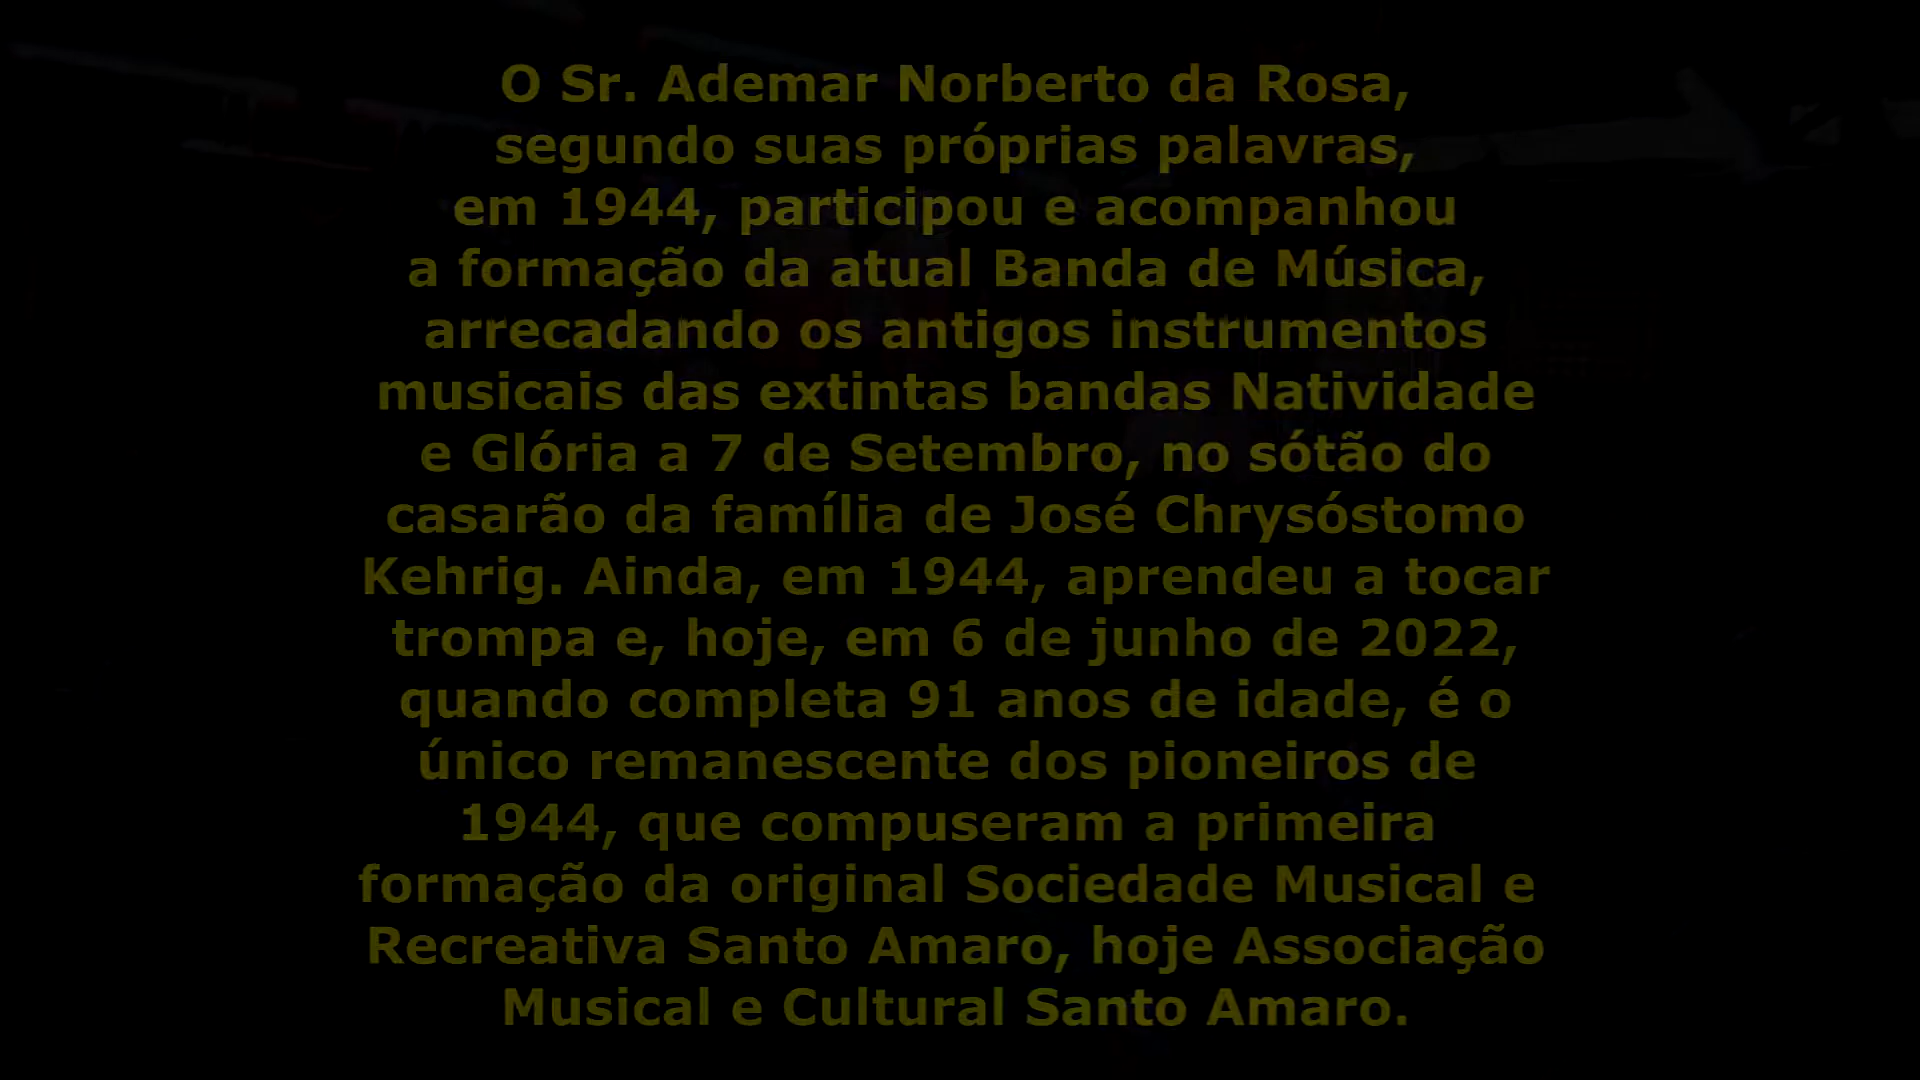 O Sr. Ademar Norberto da Rosa,
segundo suas próprias palavras,
em 1944, participou e acompanhou
a formação da atual Banda de Música,
arrecadando os antigos instrumentos
musicais das extintas bandas Natividade
e Glória a 7 de Setembro, no sótão do
casarão da família de José Chrysóstomo
Kehrig. Ainda, em 1944, aprendeu a tocar
trompa e, hoje, em 6 de junho de 2022,
quando completa 91 anos de idade, é o
único remanescente dos pioneiros de
1944, que compuseram a primeira
formação da original Sociedade Musical e
Recreativa Santo Amaro, hoje Associação
Musical e Cultural Santo Amaro.